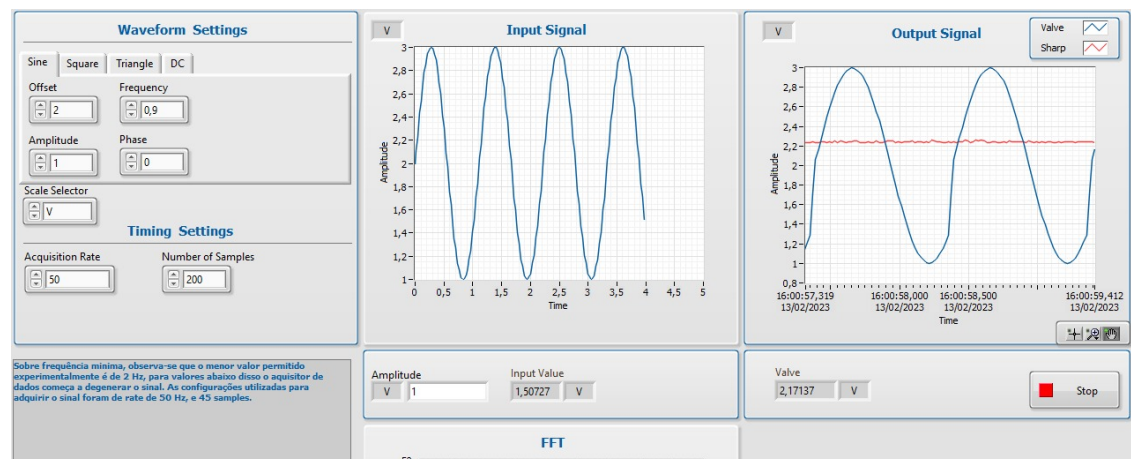 Waveform Settings
Sine Square Triangle DC
Offset Frequency
2 0,9
Amplitude Phase
1 0
Scale Selector
V
Timing Settings
Acquisition Rate Number of Samples
50 200
V Input Signal
3-
2,8-
2,6-
2,4-
2,2-
2-
1,8-
1,6-
1,4-
1,2-
1-
Amplitude
0 0,5 1 1,5 2 2,5 3 3,5 4 4,5 5
Time
V Output Signal
Valve
Sharp
3-
2,8-
2,6-
2,4-
2,2-
2-
1,8-
1,6-
1,4-
1,2-
1-
0,8-
Amplitude
16:00:57,319 16:00:58,000 16:00:58,500 16:00:59,412
13/02/2023 13/02/2023 13/02/2023 13/02/2023
Time
Sobre frequência minima, observa-se que o menor valor permitido
experimentalmente é de 2 Hz, para valores abaixo disso o aquisitor de
dados começa a degenerar o sinal. As configurações utilizadas para
adquirir o sinal foram de rate de 50 Hz, e 45 samples.
Amplitude Input Value
V 1 1,50727 V
Valve
2,17137 V
Stop
FFT